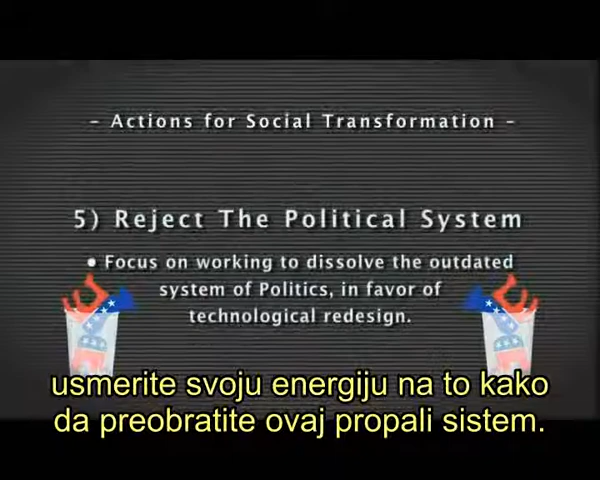 - Actions for Social Transformation -
5) Reject The Political System
• Focus on working to dissolve the outdated
system of Politics, in favor of
technological redesign.
usmerite svoju energiju na to kako
da preobratite ovaj propali sistem.